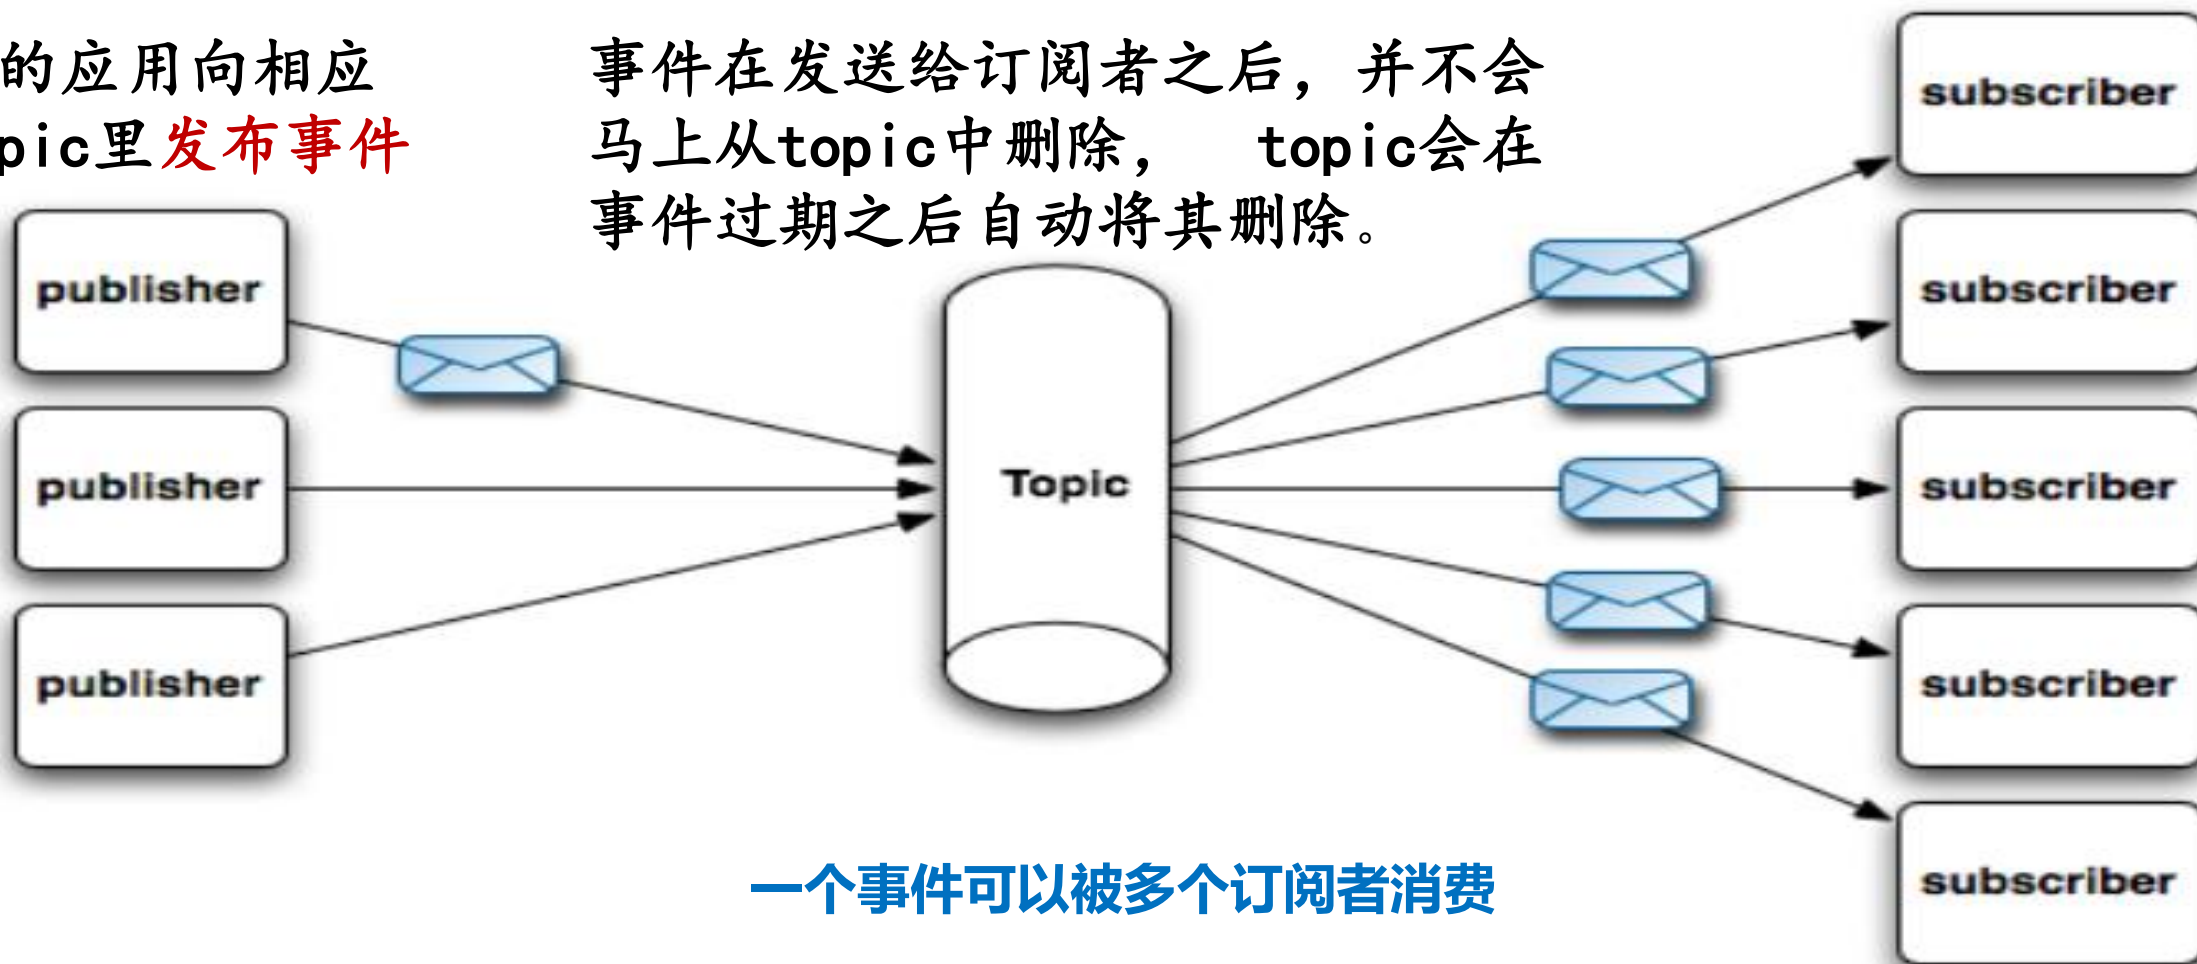 的应用向相应
pic里发布事件
事件在发送给订阅者之后，并不会
马上从topic中删除， topic会在
事件过期之后自动将其删除。
publisher
publisher
publisher
Topic
subscriber
subscriber
subscriber
subscriber
subscriber
一个事件可以被多个订阅者消费